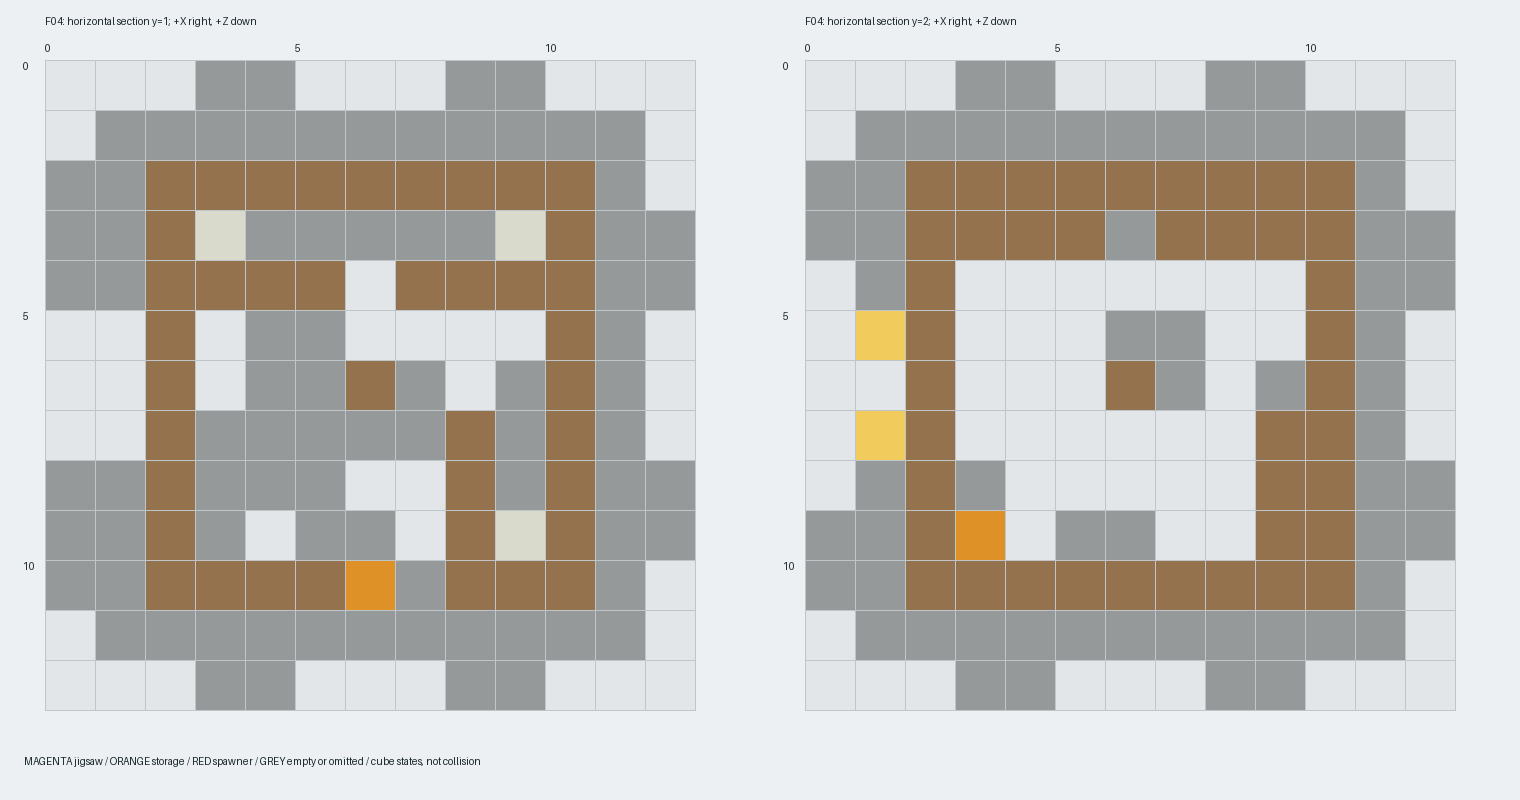 F04: horizontal section y=1; +X right, +Z down
F04: horizontal section y=2; +X right, +Z down
0 5 10
0 5 10
0
0
5
5
10
10
MAGENTA jigsaw / ORANGE storage / RED spawner / GREY empty or omitted / cube states, not collision